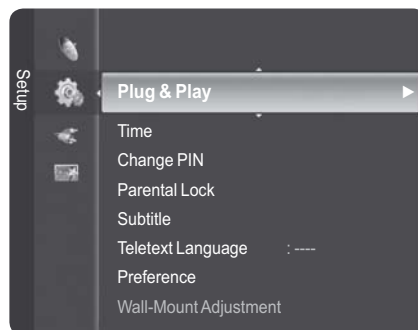 Setup
Plug & Play
Time
Change PIN
Parental Lock
Subtitle
Teletext Language : ----
Preference
Wall-Mount Adjustment